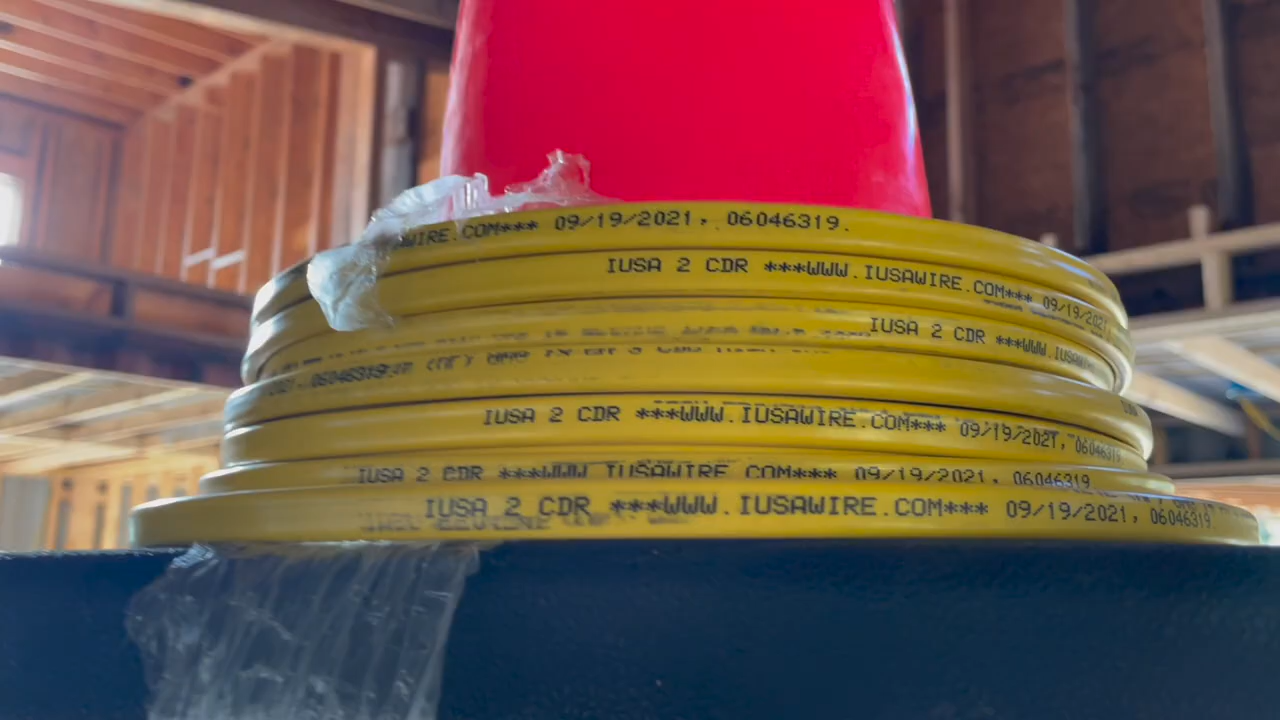 WIRE.COM*** 09/19/2021, 06046319.
IUSA 2 CDR ***WWW.IUSAWIRE.COM*** 09/19/2021,
IUSA 2 CDR ***WWW.IUSAWIRE
06046319
IUSA 2 CDR ***WWW.IUSAWIRE.COM*** 09/19/2021, 06046319.
IUSA 2 CDR ***WWW.IUSAWIRE.COM*** 09/19/2021, 06046319
IUSA 2 CDR ***WWW.IUSAWIRE.COM*** 09/19/2021, 06046319.